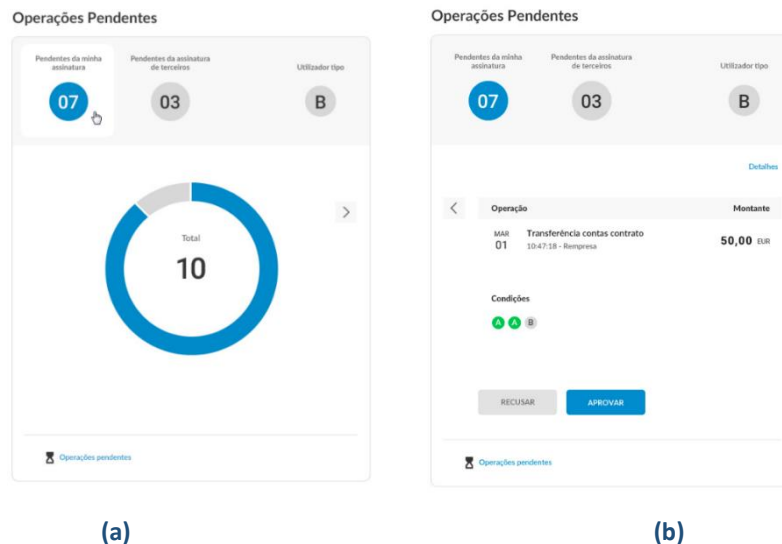 Operações Pendentes
Pendentes da minha
assinatura
Pendentes da assinatura
de terceiros
Utilizador tipo
07
03
B
Total
10
Operações pendentes
(a)
Operações Pendentes
Pendentes da minha
assinatura
Pendentes da assinatura
de terceiros
Utilizador tipo
07
03
B
Detalhes
Operação
Montante
MAR
01
Transferência contas contrato
10:47:18 - Rempresa
50,00 EUR
Condições
A A B
RECUSAR
APROVAR
Operações pendentes
(b)